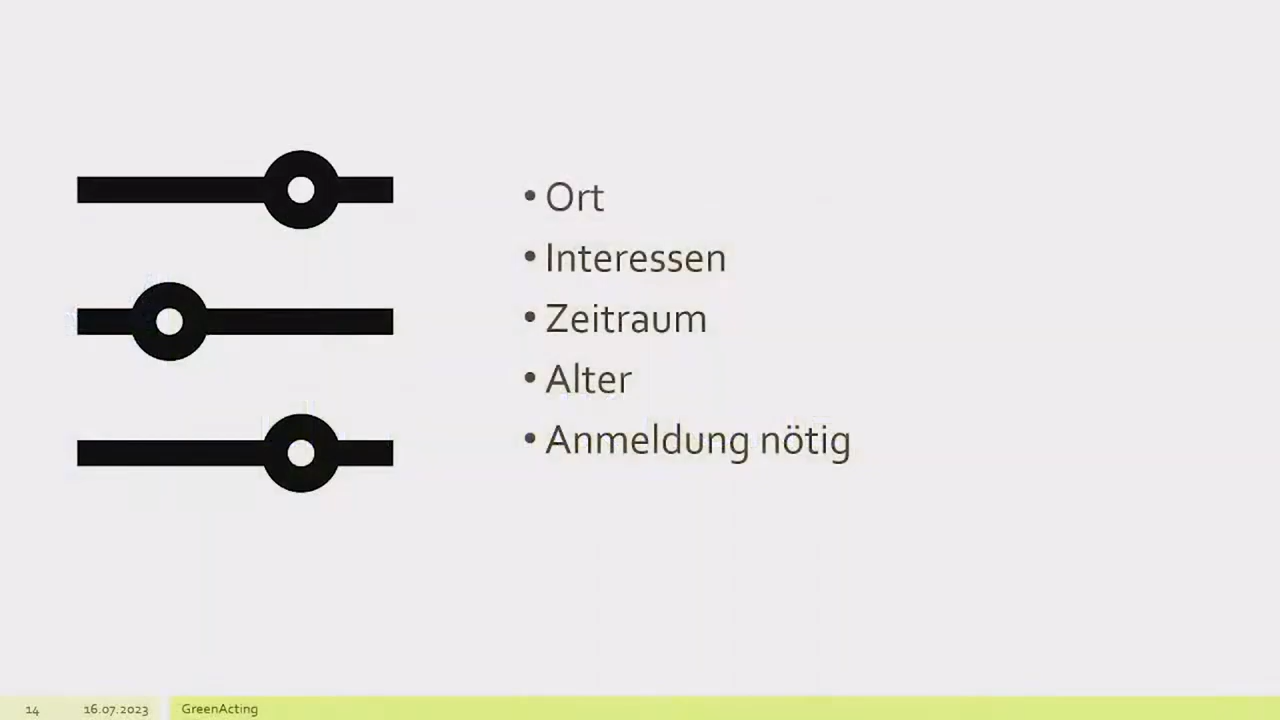 • Ort
• Interessen
• Zeitraum
• Alter
• Anmeldung nötig
14 16.07.2023 GreenActing